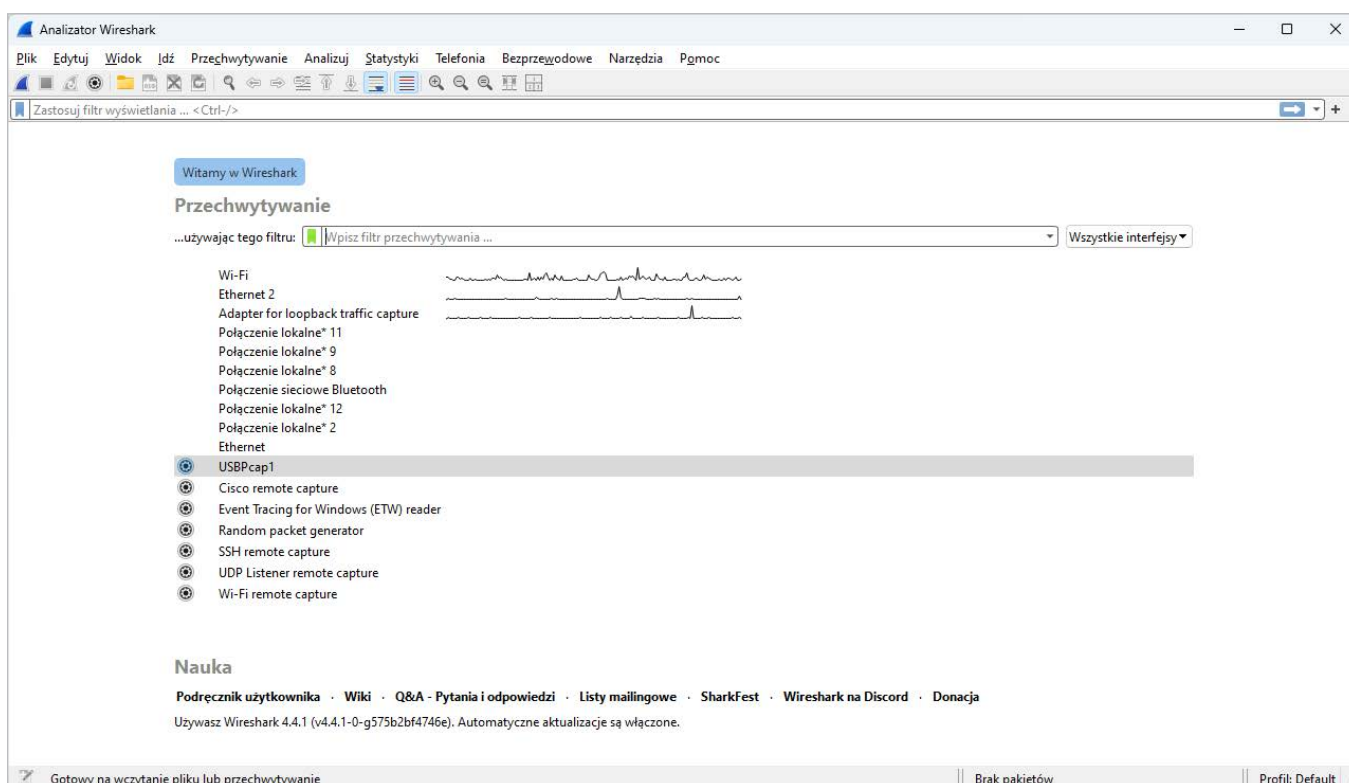 Analizator Wireshark
Plik Edytuj Widok Idź Przechwytywanie Analizuj Statystyki Telefonia Bezprzewodowe Narzędzia Pomoc
Zastosuj filtr wyświetlania ... <Ctrl-/>
Witamy w Wireshark
Przechwytywanie
...używając tego filtru: Wpisz filtr przechwytywania ... Wszystkie interfejsy
Wi-Fi
Ethernet 2
Adapter for loopback traffic capture
Połączenie lokalne* 11
Połączenie lokalne* 9
Połączenie lokalne* 8
Połączenie sieciowe Bluetooth
Połączenie lokalne* 12
Połączenie lokalne* 2
Ethernet
USBPcap1
Cisco remote capture
Event Tracing for Windows (ETW) reader
Random packet generator
SSH remote capture
UDP Listener remote capture
Wi-Fi remote capture
Nauka
Podręcznik użytkownika · Wiki · Q&A - Pytania i odpowiedzi · Listy mailingowe · SharkFest · Wireshark na Discord · Donacja
Używasz Wireshark 4.4.1 (v4.4.1-0-g575b2bf4746e). Automatyczne aktualizacje są włączone.
Gotowy na wczytanie pliku lub przechwytywanie Brak pakietów Profil: Default